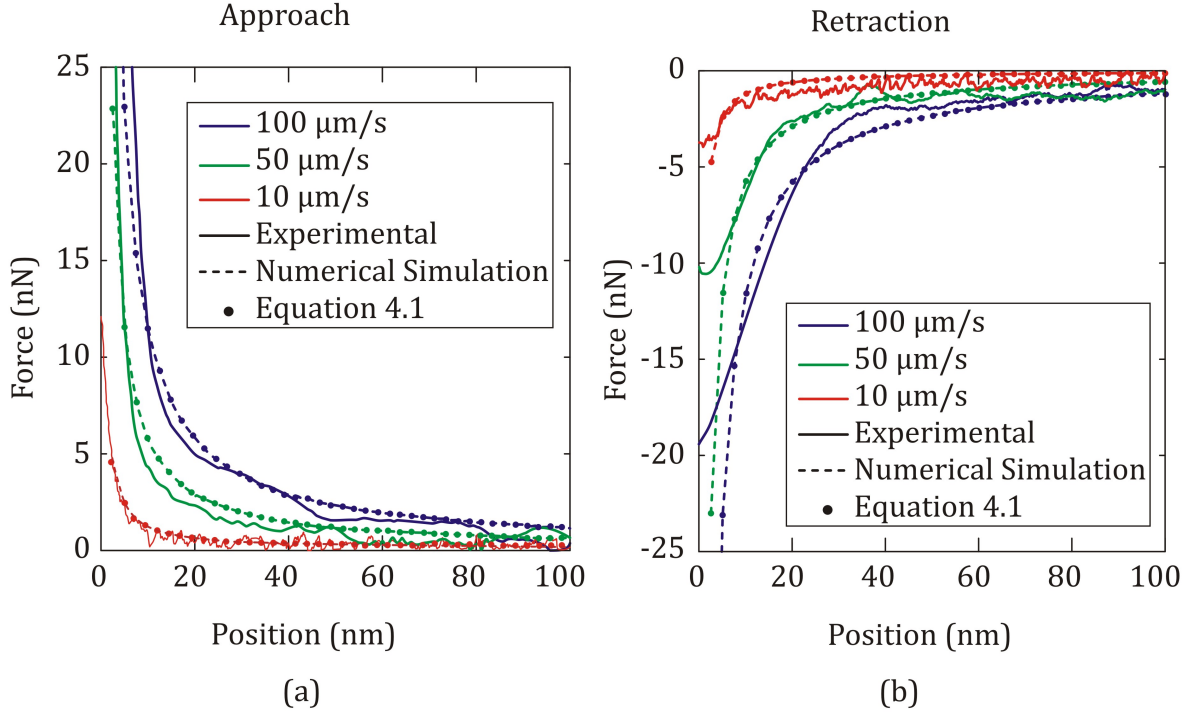 Approach
25
20
15
10
5
0
Force (nN)
100 μm/s
50 μm/s
10 μm/s
Experimental
Numerical Simulation
Equation 4.1
0 20 40 60 80 100
Position (nm)
(a)
Retraction
0
-5
-10
-15
-20
-25
Force (nN)
100 μm/s
50 μm/s
10 μm/s
Experimental
Numerical Simulation
Equation 4.1
0 20 40 60 80 100
Position (nm)
(b)